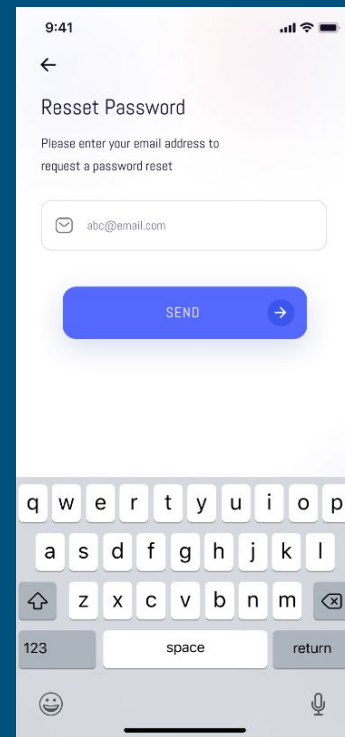 9:41
Resset Password
Please enter your email address to
request a password reset
abc@email.com
SEND
q w e r t y u i o p
a s d f g h j k l
z x c v b n m
123 space return